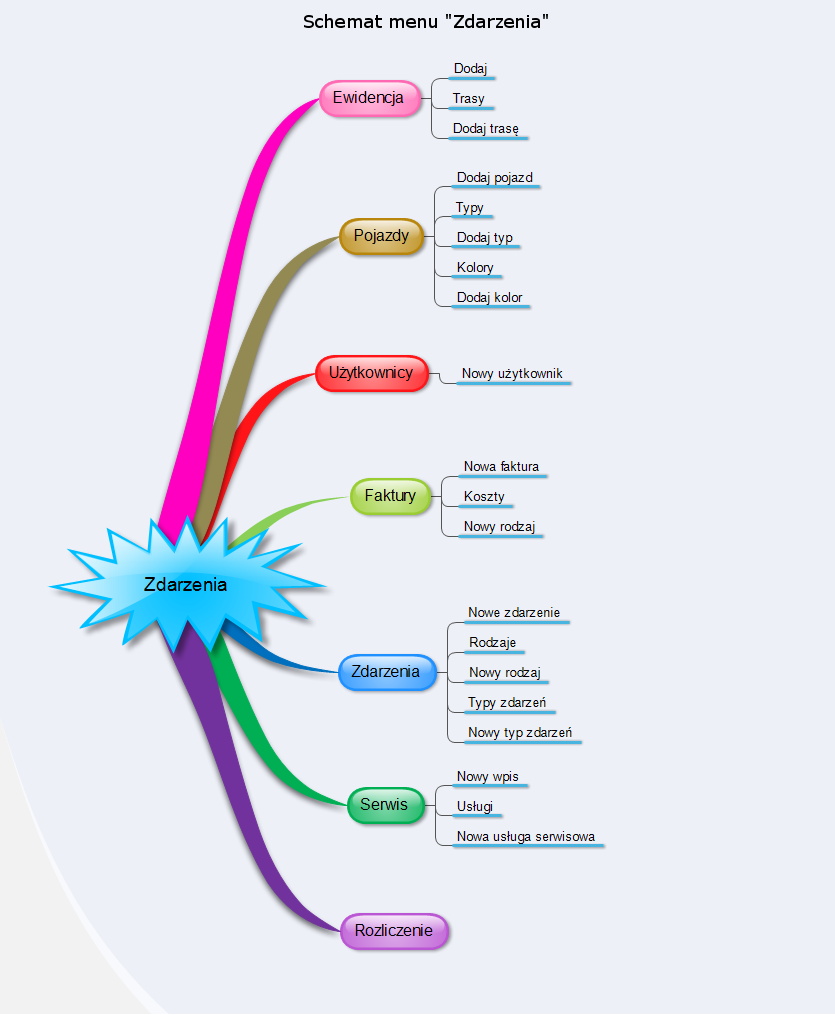 Schemat menu "Zdarzenia"
Ewidencja
Dodaj
Trasy
Dodaj trasę
Pojazdy
Dodaj pojazd
Typy
Dodaj typ
Kolory
Dodaj kolor
Użytkownicy
Nowy użytkownik
Faktury
Nowa faktura
Koszty
Nowy rodzaj
Zdarzenia
Zdarzenia
Nowe zdarzenie
Rodzaje
Nowy rodzaj
Typy zdarzeń
Nowy typ zdarzeń
Serwis
Nowy wpis
Usługi
Nowa usługa serwisowa
Rozliczenie